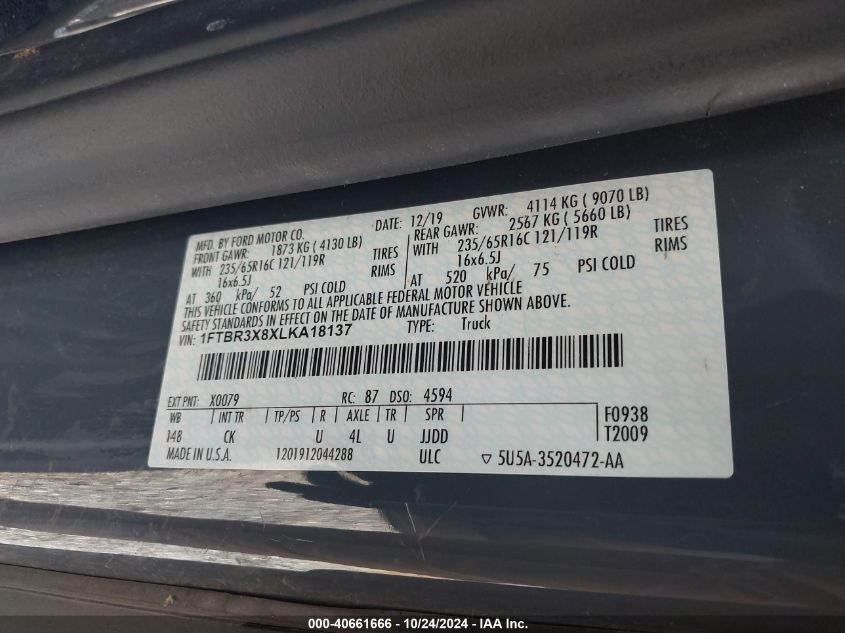 MFD. BY FORD MOTOR CO. DATE: 12/19 GVWR: 4114 KG ( 9070 LB)
FRONT GAWR: 1873 KG ( 4130 LB) REAR GAWR: 2567 KG ( 5660 LB)
WITH 235/65R16C 121/119R TIRES WITH 235/65R16C 121/119R TIRES
16x6.5J RIMS 16x6.5J RIMS
AT 360 kPa/ 52 PSI COLD AT 520 kPa/ 75 PSI COLD
THIS VEHICLE CONFORMS TO ALL APPLICABLE FEDERAL MOTOR VEHICLE
SAFETY STANDARDS IN EFFECT ON THE DATE OF MANUFACTURE SHOWN ABOVE.
VIN: 1FTBR3X8XLKA18137 TYPE: Truck
EXT PNT: X0079 RC: 87 DSO: 4594
WB INT TR TP/PS R AXLE TR SPR F0938
148 CK U 4L U JJDD T2009
MADE IN U.S.A. 1201912044288 ULC ▽ 5U5A-3520472-AA
000-40661666 - 10/24/2024 - IAA Inc.